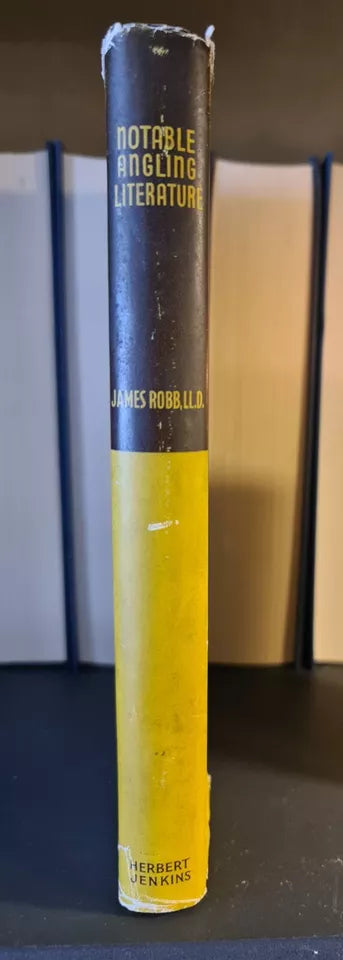 NOTABLE
ANGLING
LITERATURE
JAMES ROBB, LL.D.
HERBERT
JENKINS